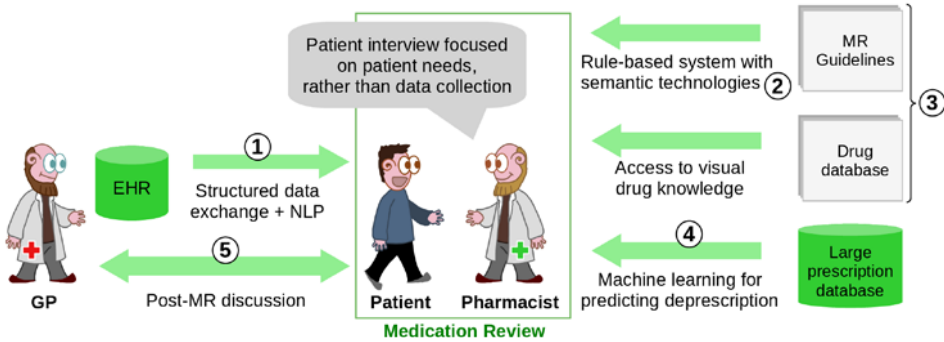 Patient interview focused
on patient needs,
rather than data collection
EHR
1
Structured data
exchange + NLP
5
Post-MR discussion
GP
Patient
Pharmacist
Medication Review
Rule-based system with
semantic technologies 2
MR
Guidelines
3
Access to visual
drug knowledge
Drug
database
4
Machine learning for
predicting deprescription
Large
prescription
database